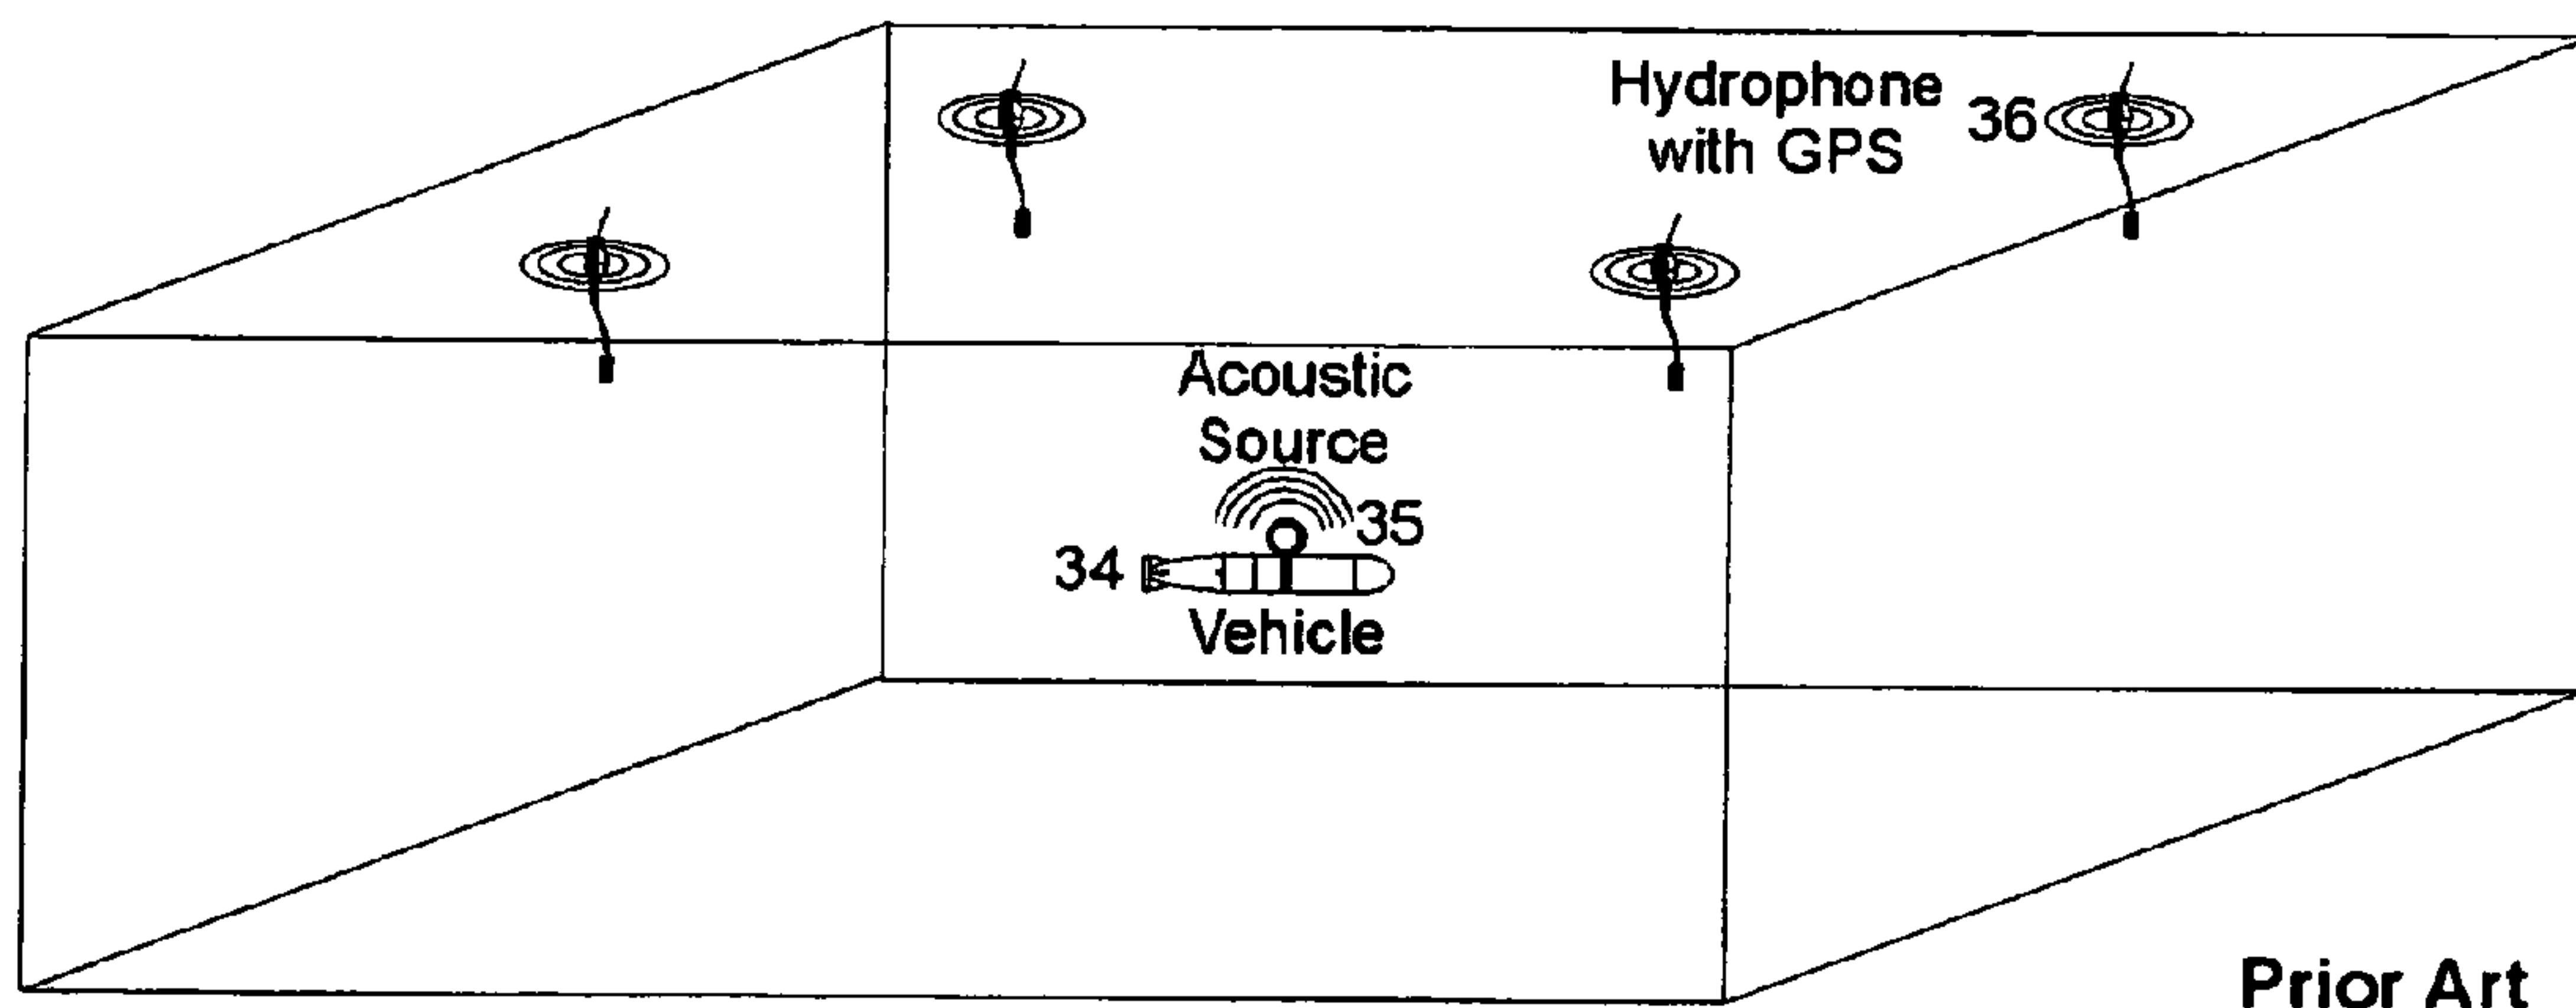 Hydrophone
with GPS
36
Acoustic
Source
35
34
Vehicle
Prior Art